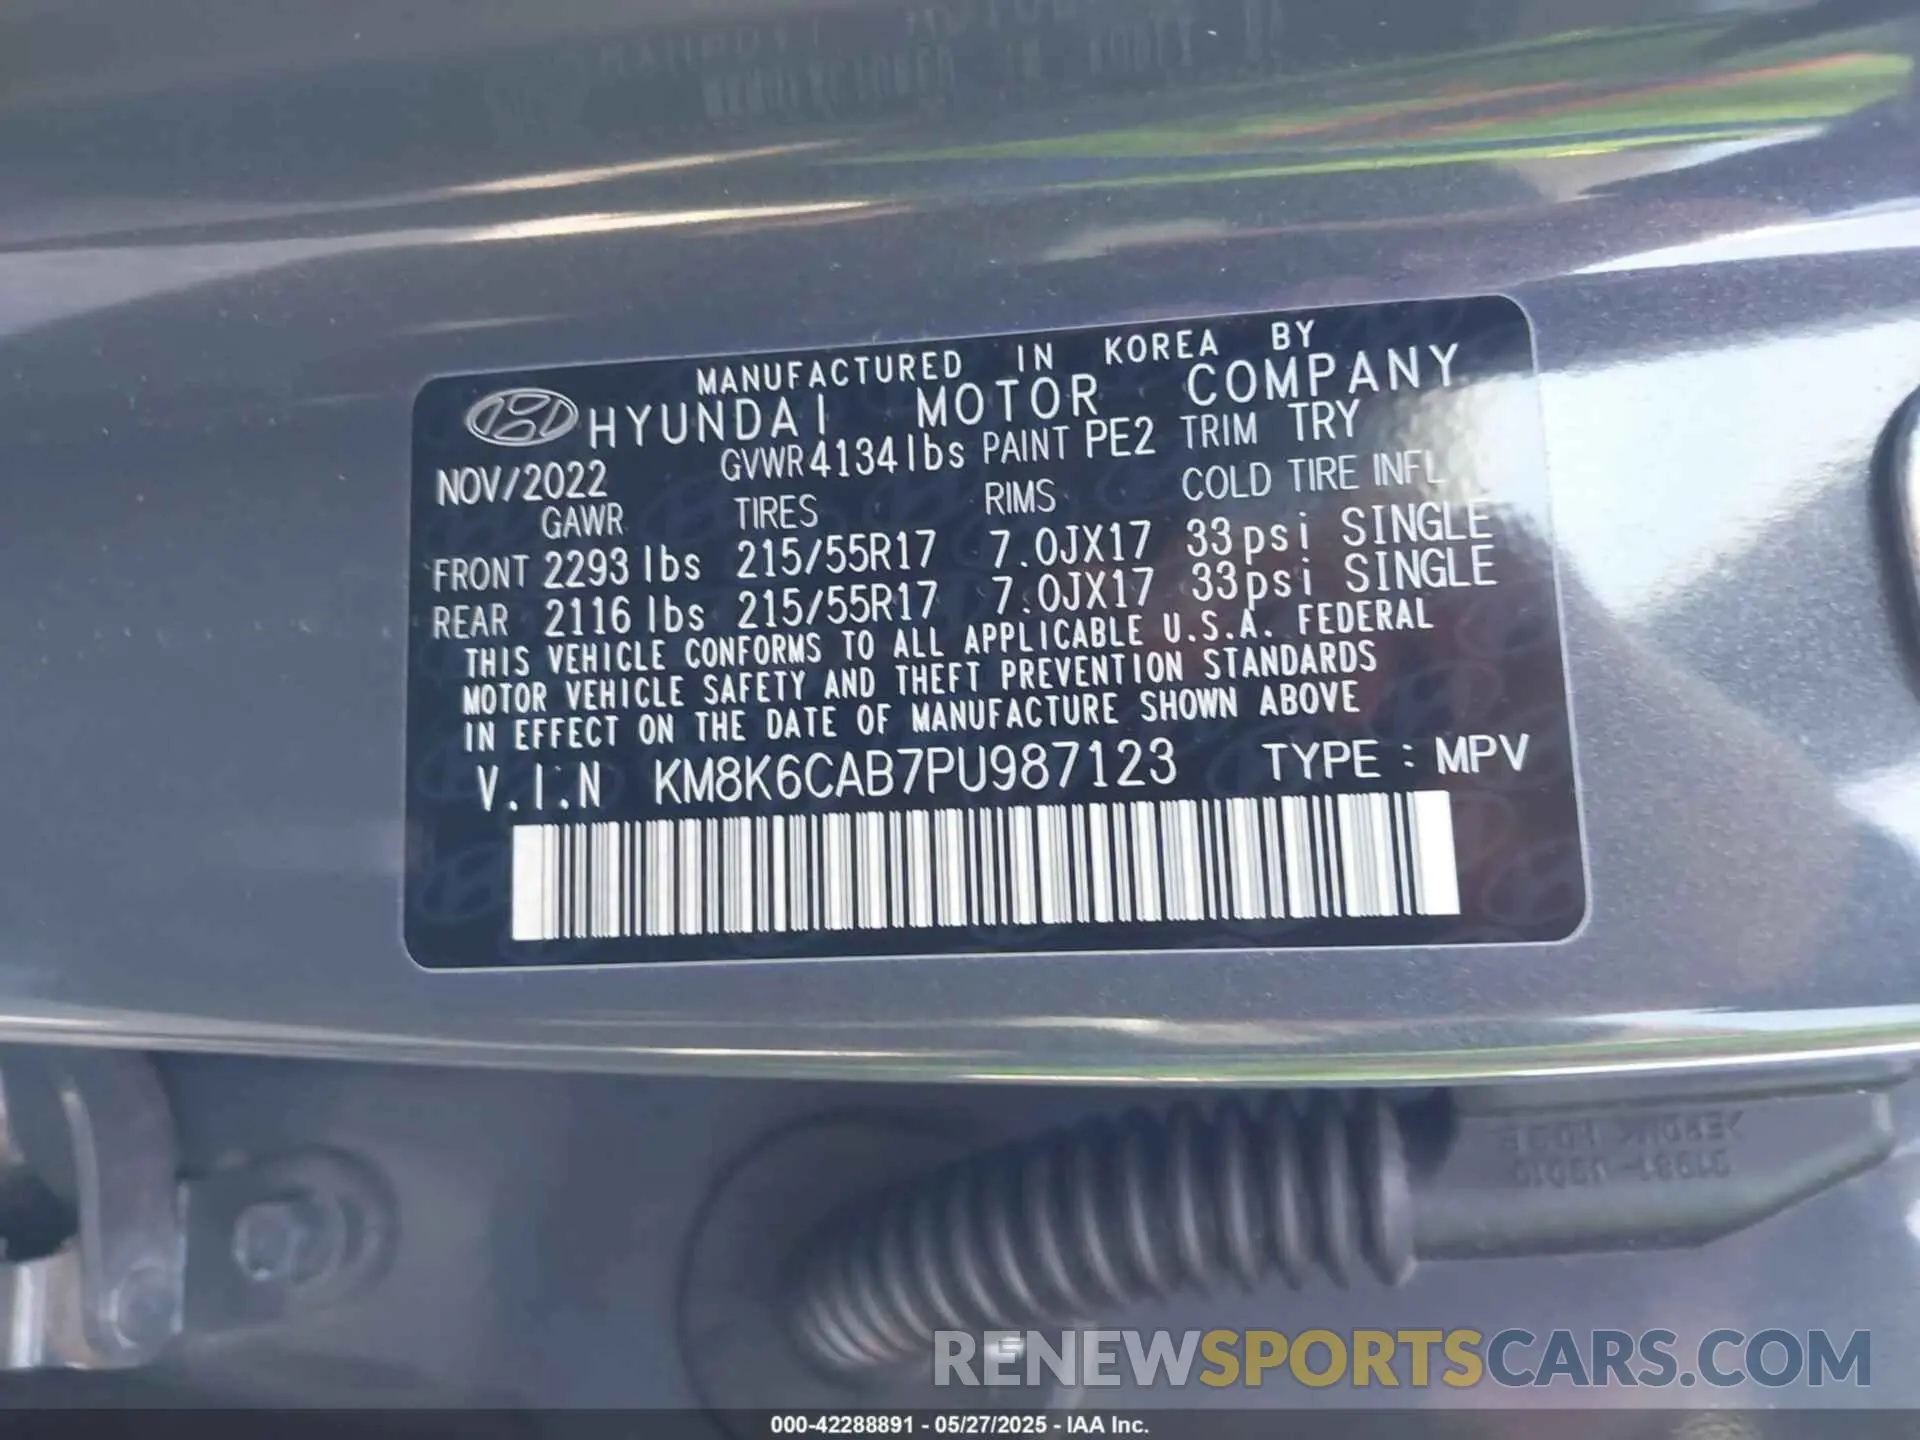 MANUFACTURED IN KOREA BY
HYUNDAI MOTOR COMPANY
NOV/2022 GVWR 4134lbs PAINT PE2 TRIM TRY
GAWR TIRES RIMS COLD TIRE INFL
FRONT 2293 lbs 215/55R17 7.0JX17 33psi SINGLE
REAR 2116 lbs 215/55R17 7.0JX17 33psi SINGLE
THIS VEHICLE CONFORMS TO ALL APPLICABLE U.S.A. FEDERAL
MOTOR VEHICLE SAFETY AND THEFT PREVENTION STANDARDS
IN EFFECT ON THE DATE OF MANUFACTURE SHOWN ABOVE
V.I.N KM8K6CAB7PU987123 TYPE : MPV
RENEWSPORTSCARS.COM
000-42288891 - 05/27/2025 - IAA Inc.